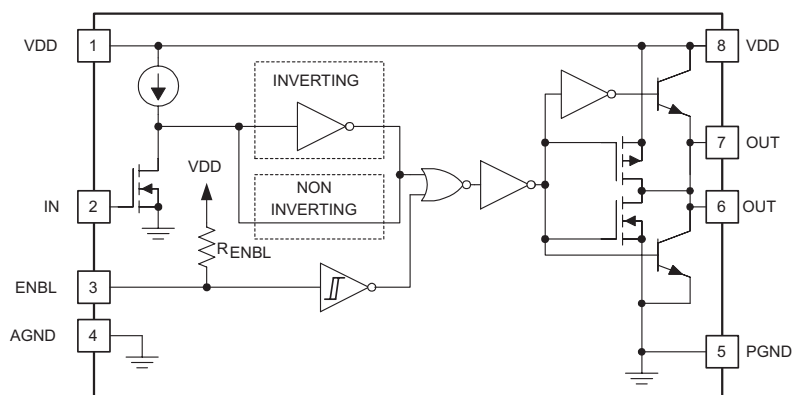 VDD 1
8 VDD
INVERTING
7 OUT
VDD
NON
INVERTING
IN 2
6 OUT
RENBL
ENBL 3
AGND 4
5 PGND